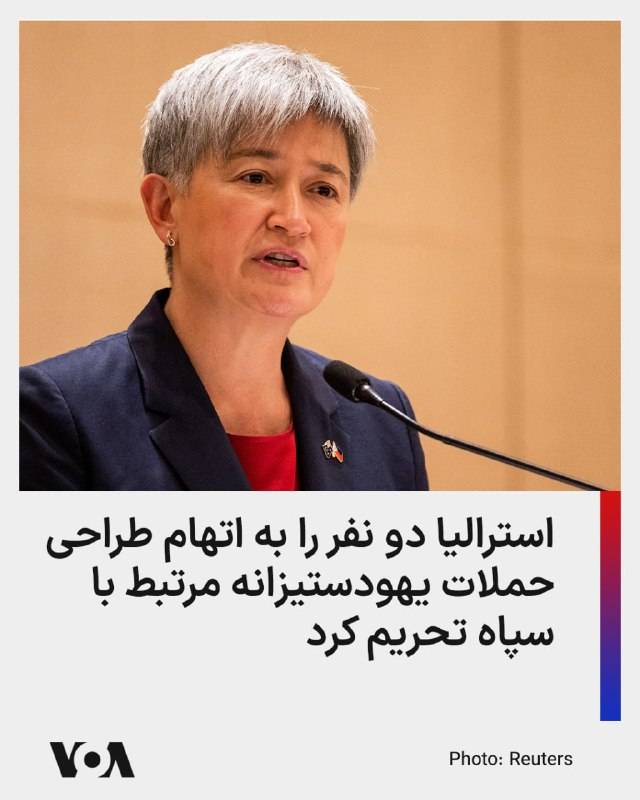 استرالیا دو نفر را به اتهام طراحی
حملات یهودستیزانه مرتبط با
سپاه تحریم کرد
VOA
Photo: Reuters